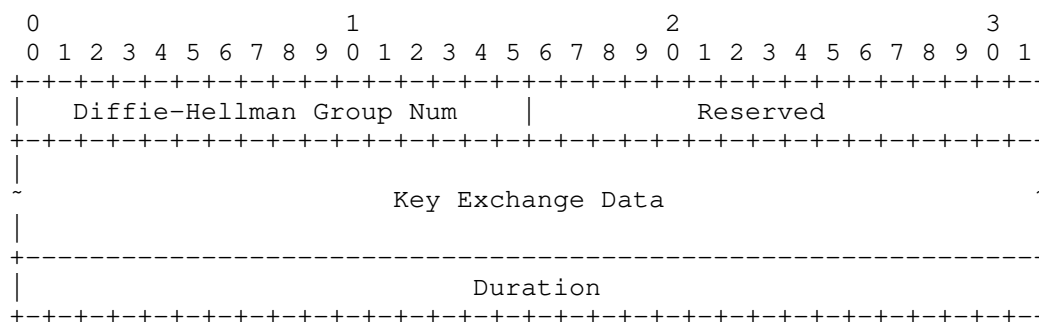 0                   1                   2                   3
0 1 2 3 4 5 6 7 8 9 0 1 2 3 4 5 6 7 8 9 0 1 2 3 4 5 6 7 8 9 0 1
+-+-+-+-+-+-+-+-+-+-+-+-+-+-+-+-+-+-+-+-+-+-+-+-+-+-+-+-+-+-+-+--
|   Diffie-Hellman Group Num   |          Reserved
+-+-+-+-+-+-+-+-+-+-+-+-+-+-+-+-+-+-+-+-+-+-+-+-+-+-+-+-+-+-+-+--
|
~                       Key Exchange Data                       ~
|
+----------------------------------------------------------------
|                            Duration
+-+-+-+-+-+-+-+-+-+-+-+-+-+-+-+-+-+-+-+-+-+-+-+-+-+-+-+-+-+-+-+--